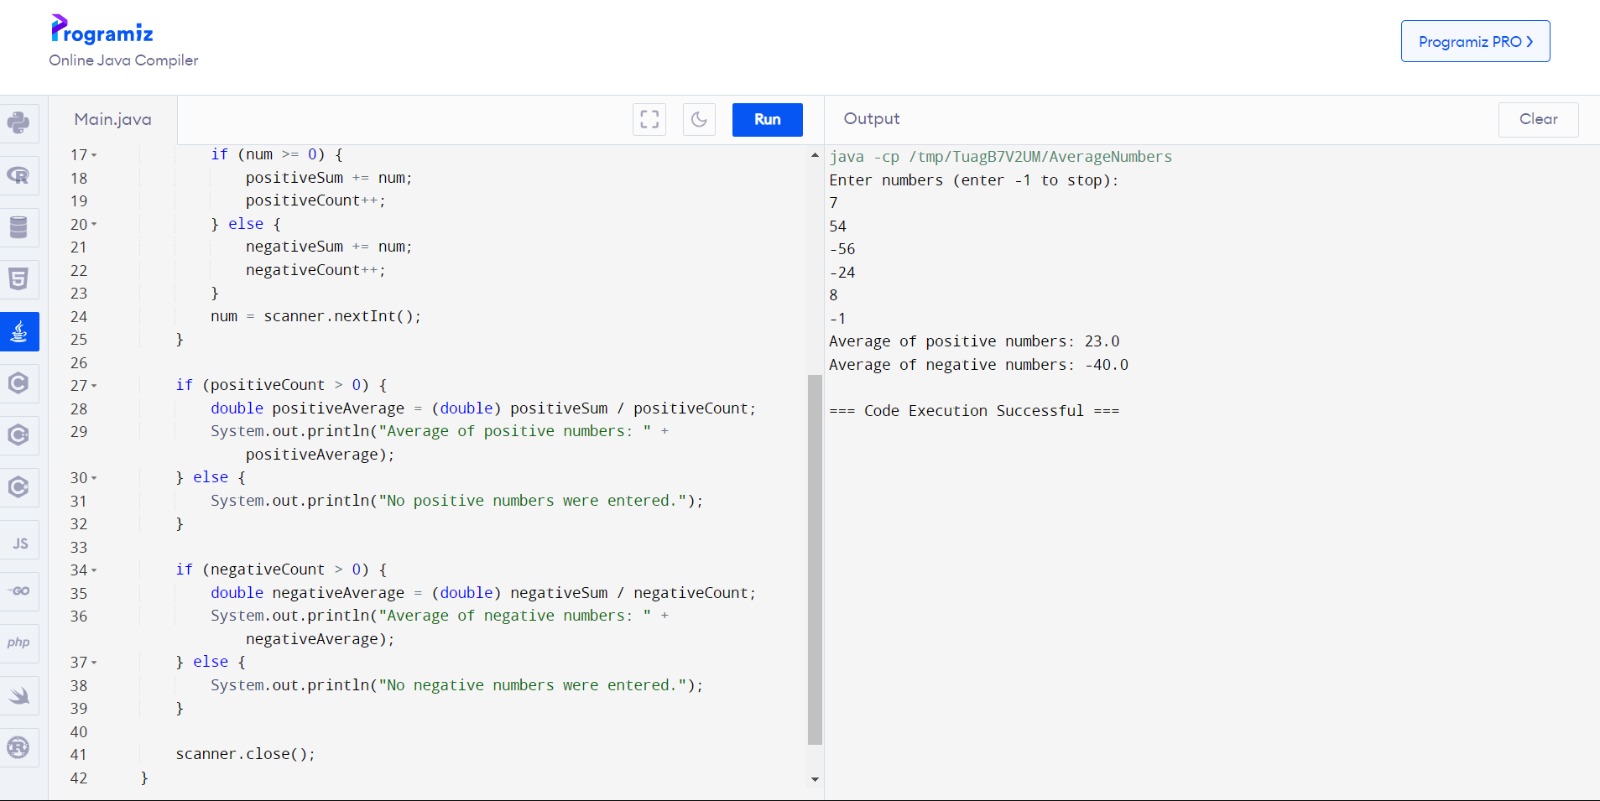 Programiz
Online Java Compiler
Programiz PRO ❯
Main.java
Run
Output
Clear
17 if (num >= 0) {
18 positiveSum += num;
19 positiveCount++;
20 } else {
21 negativeSum += num;
22 negativeCount++;
23 }
24 num = scanner.nextInt();
25 }
26
27 if (positiveCount > 0) {
28 double positiveAverage = (double) positiveSum / positiveCount;
29 System.out.println("Average of positive numbers: " +
positiveAverage);
30 } else {
31 System.out.println("No positive numbers were entered.");
32 }
33
34 if (negativeCount > 0) {
35 double negativeAverage = (double) negativeSum / negativeCount;
36 System.out.println("Average of negative numbers: " +
negativeAverage);
37 } else {
38 System.out.println("No negative numbers were entered.");
39 }
40
41 scanner.close();
42 }
java -cp /tmp/TuagB7V2UM/AverageNumbers
Enter numbers (enter -1 to stop):
7
54
-56
-24
8
-1
Average of positive numbers: 23.0
Average of negative numbers: -40.0
=== Code Execution Successful ===
R
5
C
C
C
JS
GO
php
R